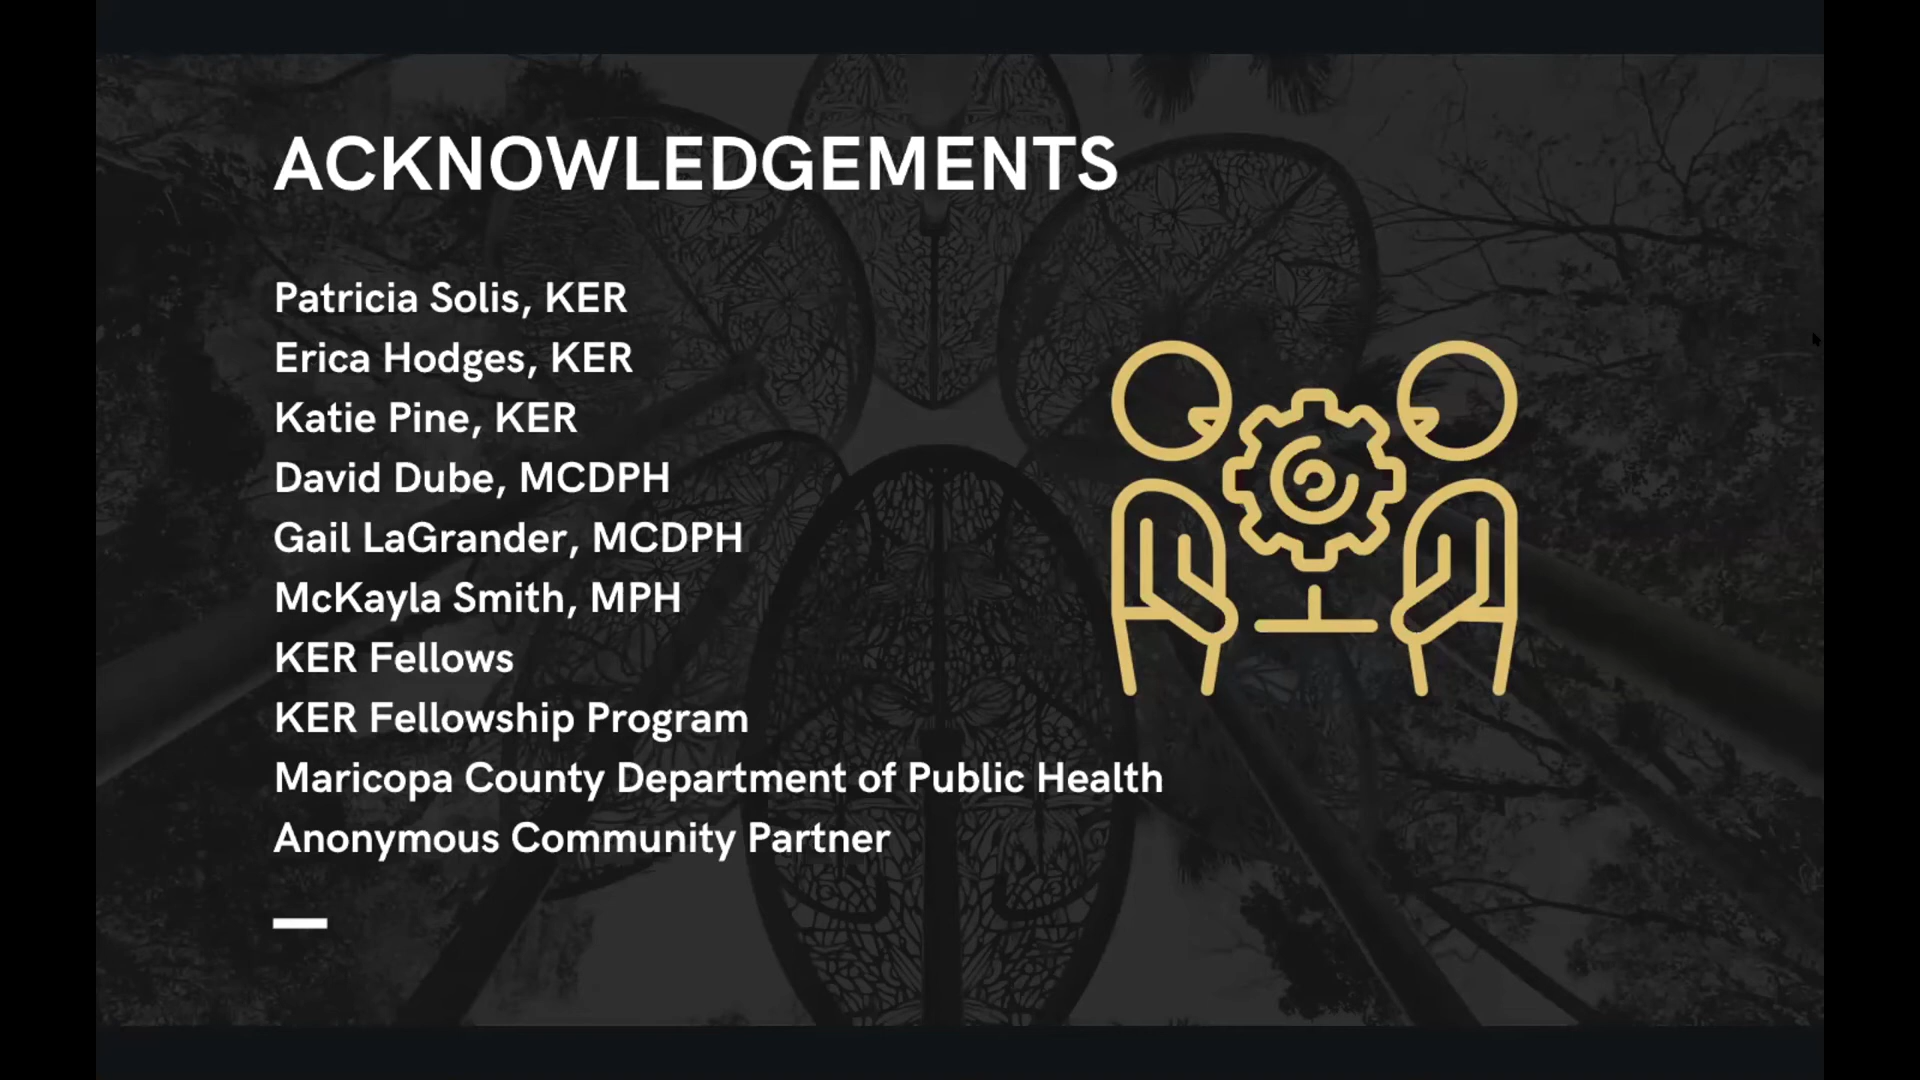 ACKNOWLEDGEMENTS
Patricia Solis, KER
Erica Hodges, KER
Katie Pine, KER
David Dube, MCDPH
Gail LaGrander, MCDPH
McKayla Smith, MPH
KER Fellows
KER Fellowship Program
Maricopa County Department of Public Health
Anonymous Community Partner